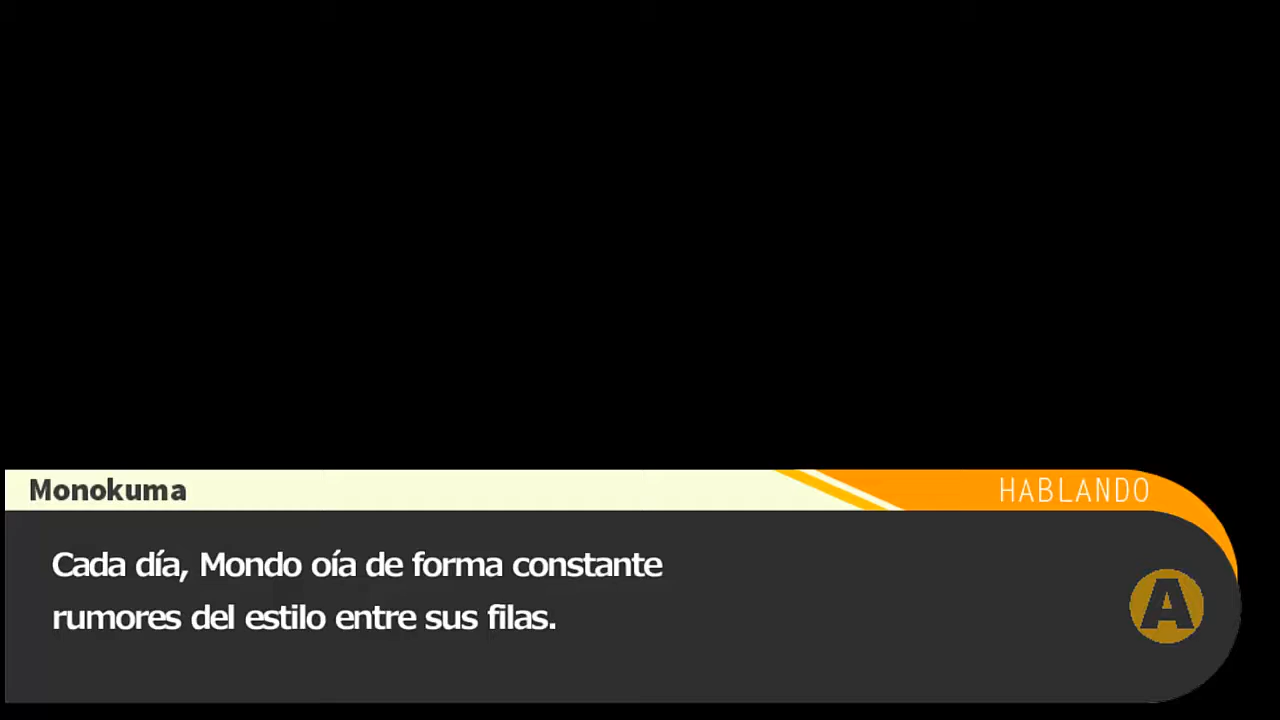 Monokuma
HABLANDO
Cada día, Mondo oía de forma constante
rumores del estilo entre sus filas.
A